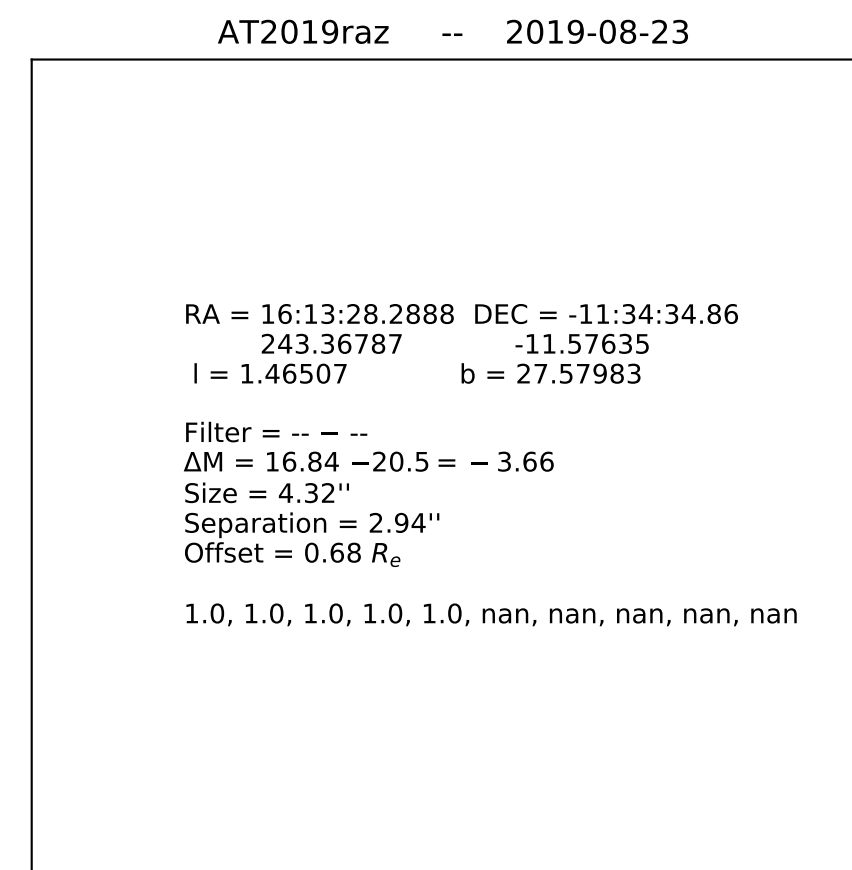 AT2019raz -- 2019-08-23
RA = 16:13:28.2888 DEC = -11:34:34.86
243.36787 -11.57635
l = 1.46507 b = 27.57983
Filter = -- − --
ΔM = 16.84 −20.5 = − 3.66
Size = 4.32''
Separation = 2.94''
Offset = 0.68 Rₑ
1.0, 1.0, 1.0, 1.0, 1.0, nan, nan, nan, nan, nan